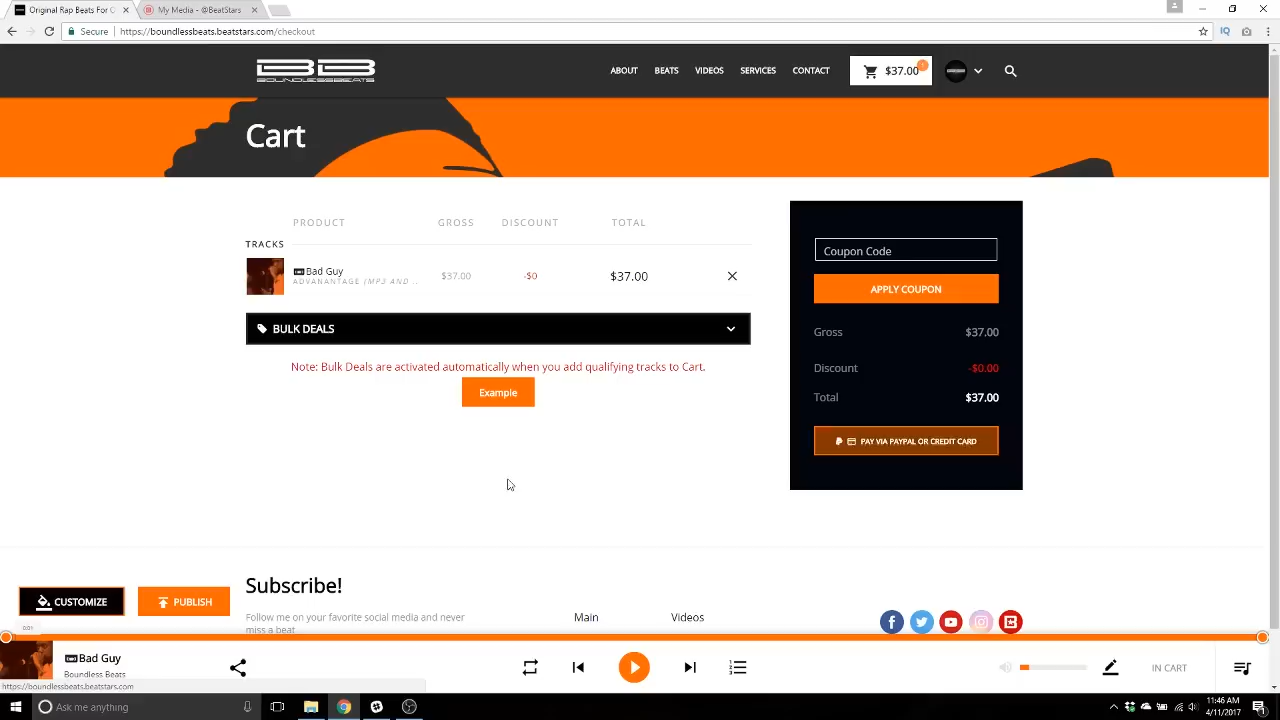 Original Rap Beats For C
My Media - @BeatStars
Secure
https://boundlessbeats.beatstars.com/checkout
BOUNDLESSBEATS
ABOUT
BEATS
VIDEOS
SERVICES
CONTACT
$37.00
Cart
PRODUCT
GROSS
DISCOUNT
TOTAL
TRACKS
Bad Guy
ADVANANTAGE (MP3 AND ..
$37.00
-$0
$37.00
BULK DEALS
Note: Bulk Deals are activated automatically when you add qualifying tracks to Cart.
Example
Coupon Code
APPLY COUPON
Gross
$37.00
Discount
-$0.00
Total
$37.00
PAY VIA PAYPAL OR CREDIT CARD
CUSTOMIZE
PUBLISH
Subscribe!
Follow me on your favorite social media and never
miss a beat
Main
Videos
0:01
Bad Guy
Boundless Beats
IN CART
https://boundlessbeats.beatstars.com
Ask me anything
11:46 AM
4/11/2017